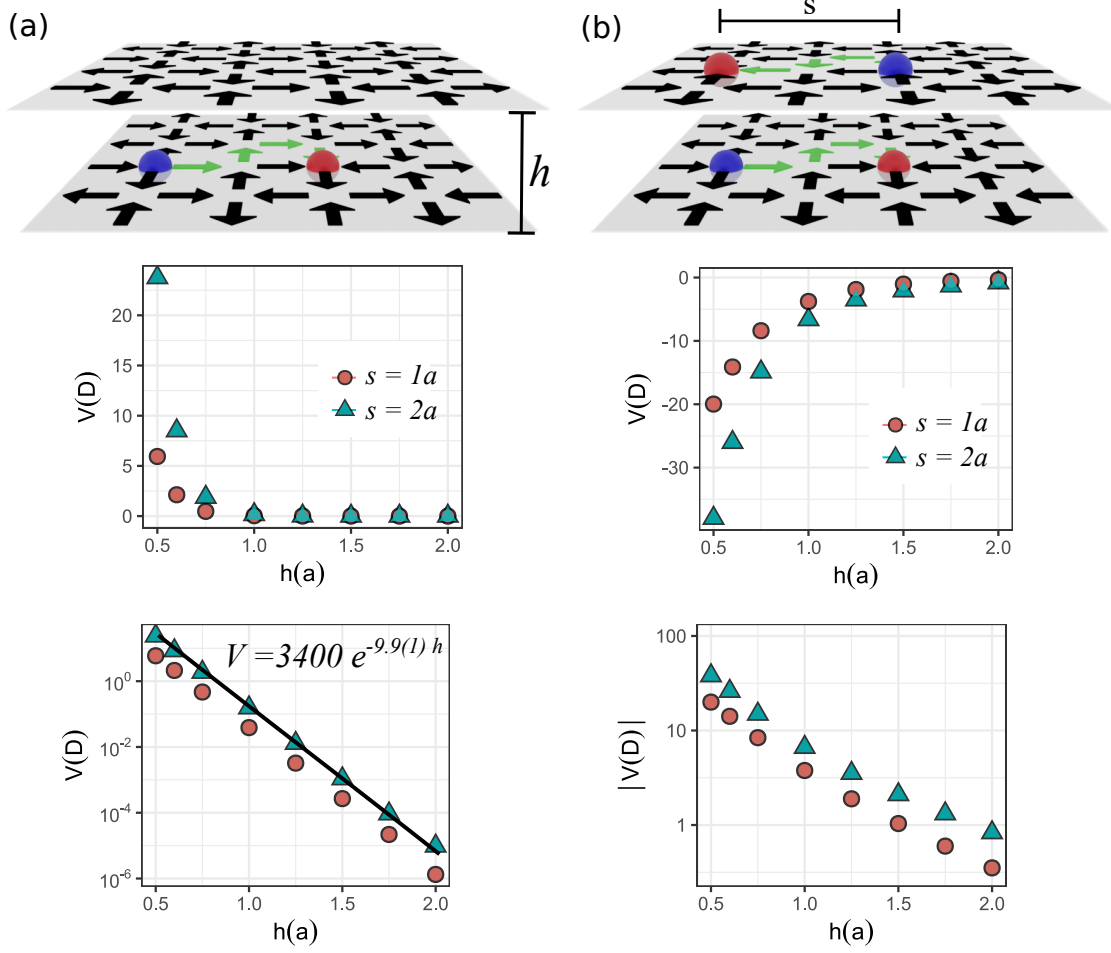 (a)
(b)
s
h
V(D)
20
15
10
5
0
s = 1a
s = 2a
0.5 1.0 1.5 2.0
h(a)
V(D)
0
-10
-20
-30
s = 1a
s = 2a
0.5 1.0 1.5 2.0
h(a)
V(D)
10⁰
10⁻²
10⁻⁴
10⁻⁶
V =3400 e^-9.9(1) h
0.5 1.0 1.5 2.0
h(a)
|V(D)|
100
10
1
0.5 1.0 1.5 2.0
h(a)